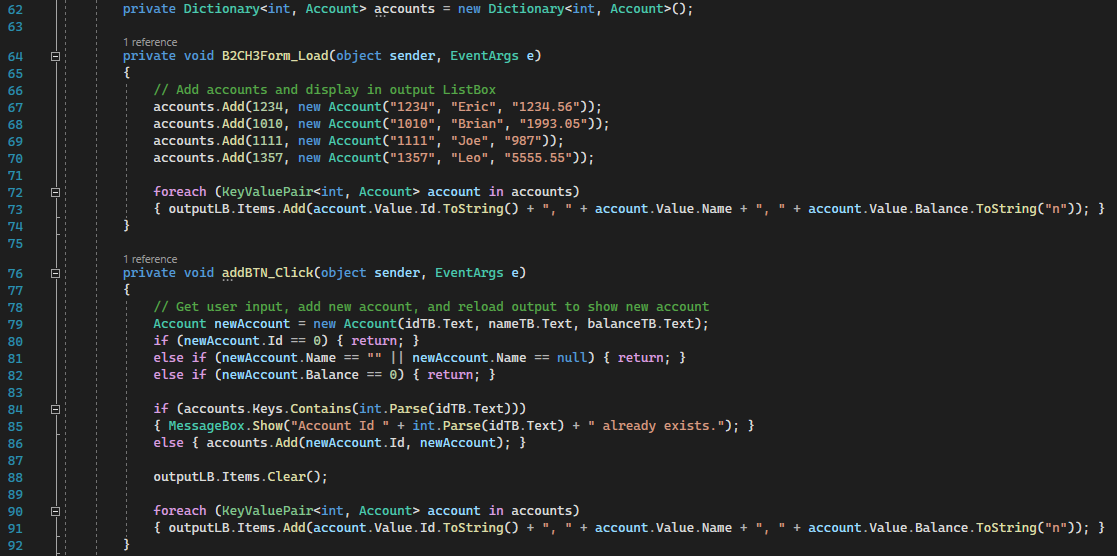 62 private Dictionary<int, Account> accounts = new Dictionary<int, Account>();
63
1 reference
64 private void B2CH3Form_Load(object sender, EventArgs e)
65 {
66 // Add accounts and display in output ListBox
67 accounts.Add(1234, new Account("1234", "Eric", "1234.56"));
68 accounts.Add(1010, new Account("1010", "Brian", "1993.05"));
69 accounts.Add(1111, new Account("1111", "Joe", "987"));
70 accounts.Add(1357, new Account("1357", "Leo", "5555.55"));
71
72 foreach (KeyValuePair<int, Account> account in accounts)
73 { outputLB.Items.Add(account.Value.Id.ToString() + ", " + account.Value.Name + ", " + account.Value.Balance.ToString("n")); }
74 }
75
1 reference
76 private void addBTN_Click(object sender, EventArgs e)
77 {
78 // Get user input, add new account, and reload output to show new account
79 Account newAccount = new Account(idTB.Text, nameTB.Text, balanceTB.Text);
80 if (newAccount.Id == 0) { return; }
81 else if (newAccount.Name == "" || newAccount.Name == null) { return; }
82 else if (newAccount.Balance == 0) { return; }
83
84 if (accounts.Keys.Contains(int.Parse(idTB.Text)))
85 { MessageBox.Show("Account Id " + int.Parse(idTB.Text) + " already exists."); }
86 else { accounts.Add(newAccount.Id, newAccount); }
87
88 outputLB.Items.Clear();
89
90 foreach (KeyValuePair<int, Account> account in accounts)
91 { outputLB.Items.Add(account.Value.Id.ToString() + ", " + account.Value.Name + ", " + account.Value.Balance.ToString("n")); }
92 }